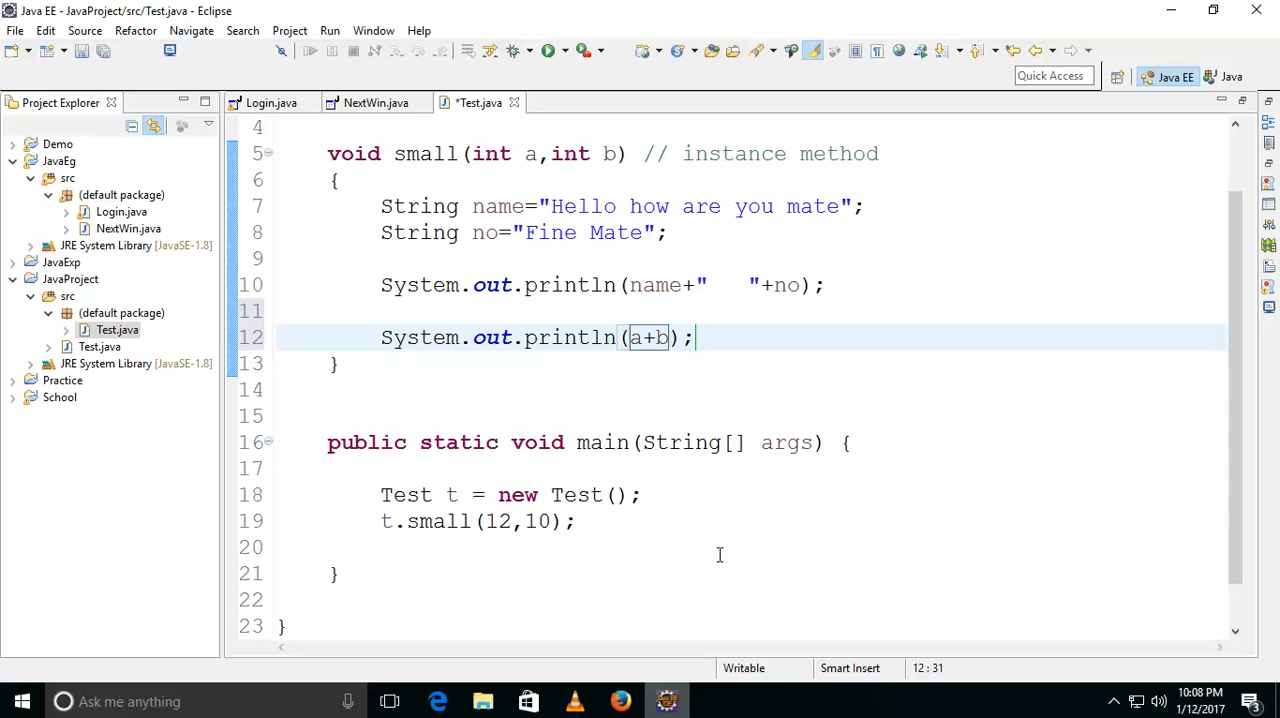 Java EE - JavaProject/src/Test.java - Eclipse
File Edit Source Refactor Navigate Search Project Run Window Help
Quick Access Java EE Java
Project Explorer Login.java NextWin.java *Test.java
Demo
JavaEg
src
(default package)
Login.java
NextWin.java
JRE System Library [JavaSE-1.8]
JavaExp
JavaProject
src
(default package)
Test.java
Test.java
JRE System Library [JavaSE-1.8]
Practice
School
4
5 void small(int a,int b) // instance method
6 {
7 String name="Hello how are you mate";
8 String no="Fine Mate";
9
10 System.out.println(name+"   "+no);
11
12 System.out.println(a+b);
13 }
14
15
16 public static void main(String[] args) {
17
18 Test t = new Test();
19 t.small(12,10);
20
21 }
22
23 }
Writable Smart Insert 12 : 31
Ask me anything
10:08 PM
1/12/2017
3